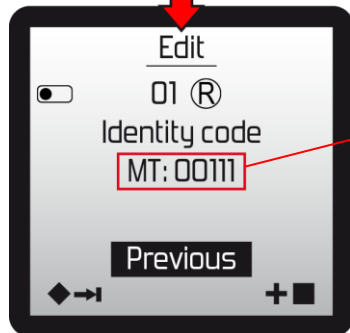 Edit
01 Ⓡ
Identity code
MT: 00111
Previous